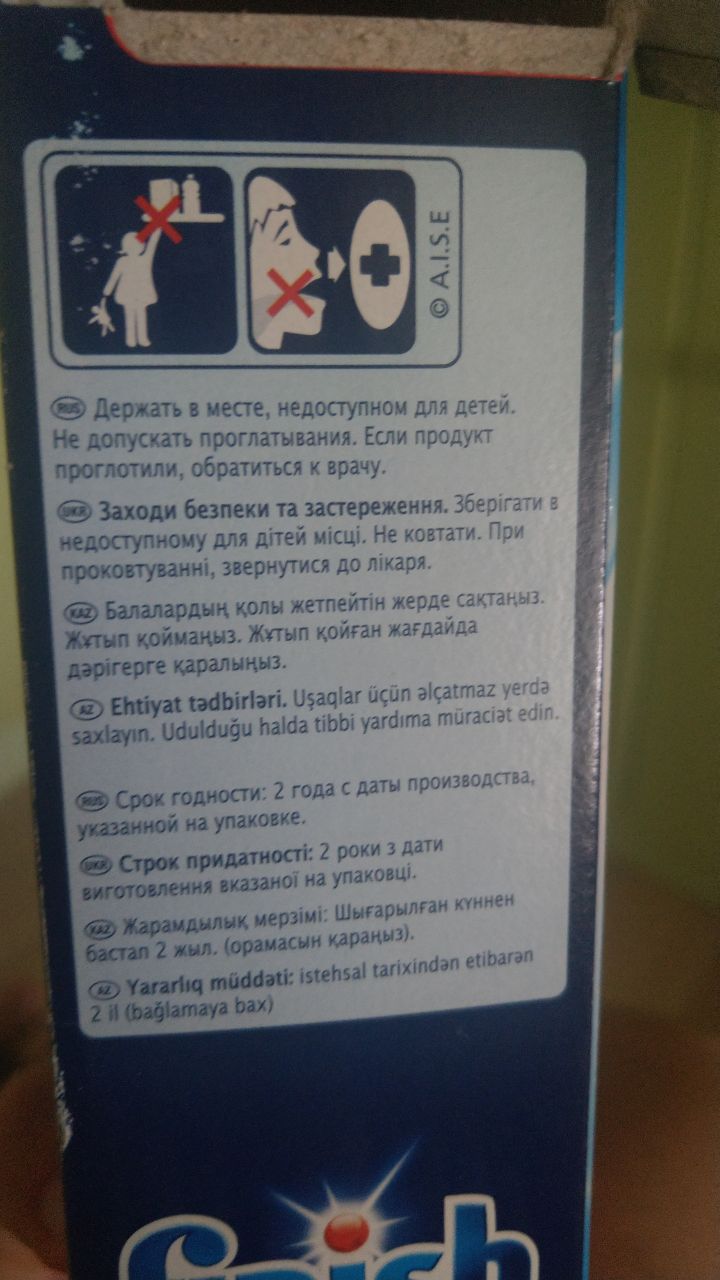 © A.I.S.E
RUS Держать в месте, недоступном для детей.
Не допускать проглатывания. Если продукт
проглотили, обратиться к врачу.
UKR Заходи безпеки та застереження. Зберігати в
недоступному для дітей місці. Не ковтати. При
проковтуванні, звернутися до лікаря.
KAZ Балалардың қолы жетпейтін жерде сақтаңыз.
Жұтып қоймаңыз. Жұтып қойған жағдайда
дәрігерге қаралыңыз.
AZ Ehtiyat tədbirləri. Uşaqlar üçün əlçatmaz yerdə
saxlayın. Udulduğu halda tibbi yardıma müraciət edin.
RUS Срок годности: 2 года с даты производства,
указанной на упаковке.
UKR Строк придатності: 2 роки з дати
виготовлення вказаної на упаковці.
KAZ Жарамдылық мерзімі: Шығарылған күннен
бастап 2 жыл. (орамасын қараңыз).
AZ Yararlıq müddəti: istehsal tarixindən etibarən
2 il (bağlamaya bax)
finish